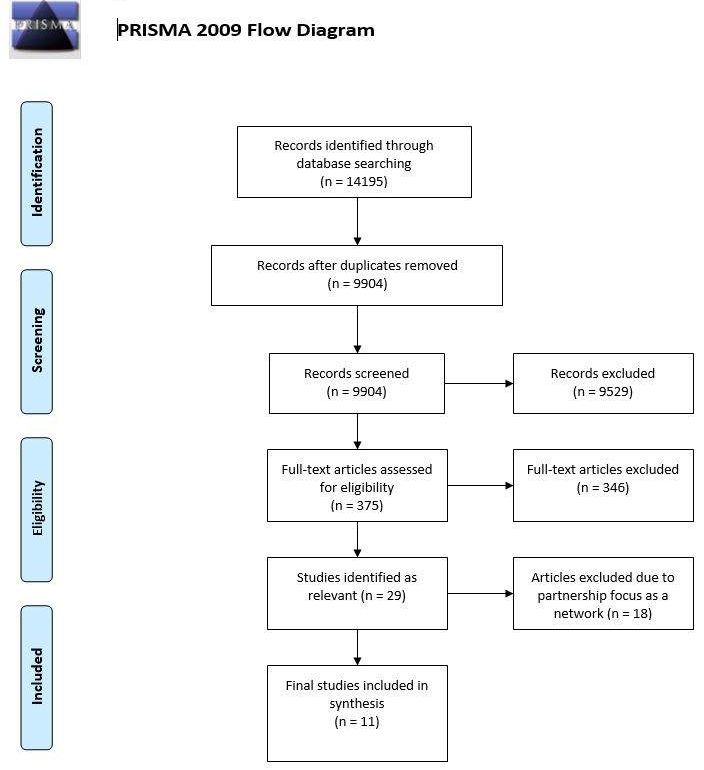 PRISMA
PRISMA 2009 Flow Diagram
Identification
Records identified through
database searching
(n = 14195)
Records after duplicates removed
(n = 9904)
Screening
Records screened
(n = 9904)
Records excluded
(n = 9529)
Eligibility
Full-text articles assessed
for eligibility
(n = 375)
Full-text articles excluded
(n = 346)
Studies identified as
relevant (n = 29)
Articles excluded due to
partnership focus as a
network (n = 18)
Included
Final studies included in
synthesis
(n = 11)